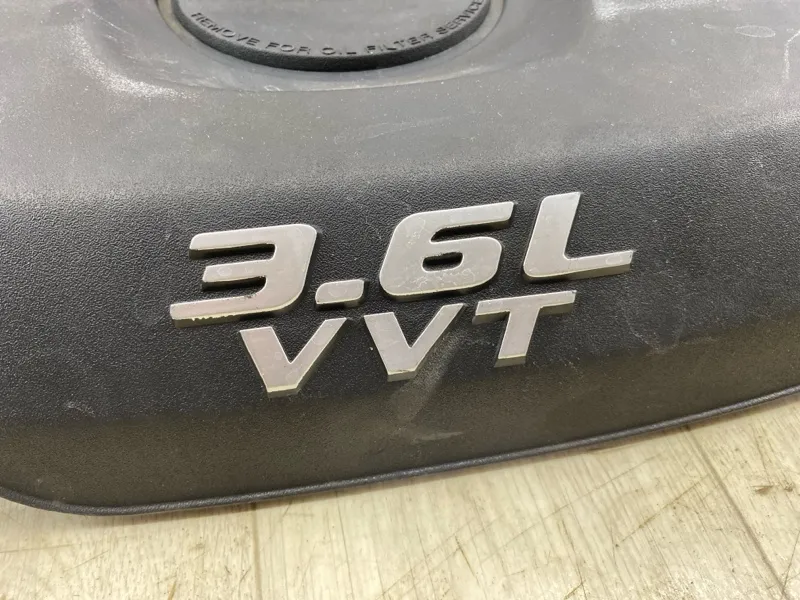 REMOVE FOR OIL FILTER SERVICE
3.6L
VVT